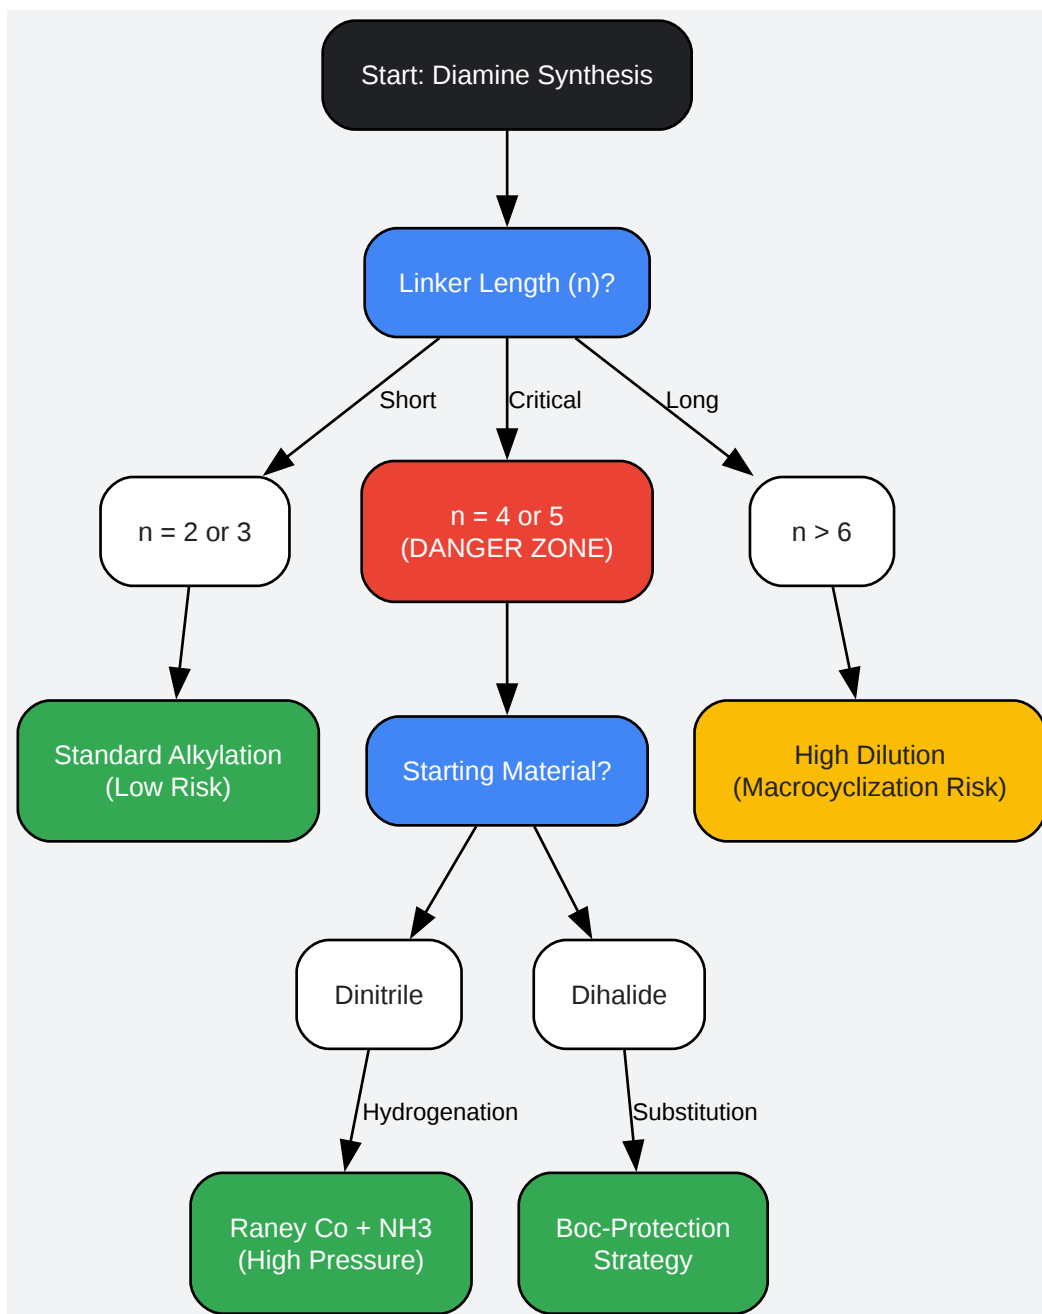 Start: Diamine Synthesis
Linker Length (n)?
Short
Critical
Long
n = 2 or 3
n = 4 or 5
(DANGER ZONE)
n > 6
Standard Alkylation
(Low Risk)
Starting Material?
High Dilution
(Macrocyclization Risk)
Dinitrile
Dihalide
Hydrogenation
Substitution
Raney Co + NH3
(High Pressure)
Boc-Protection
Strategy